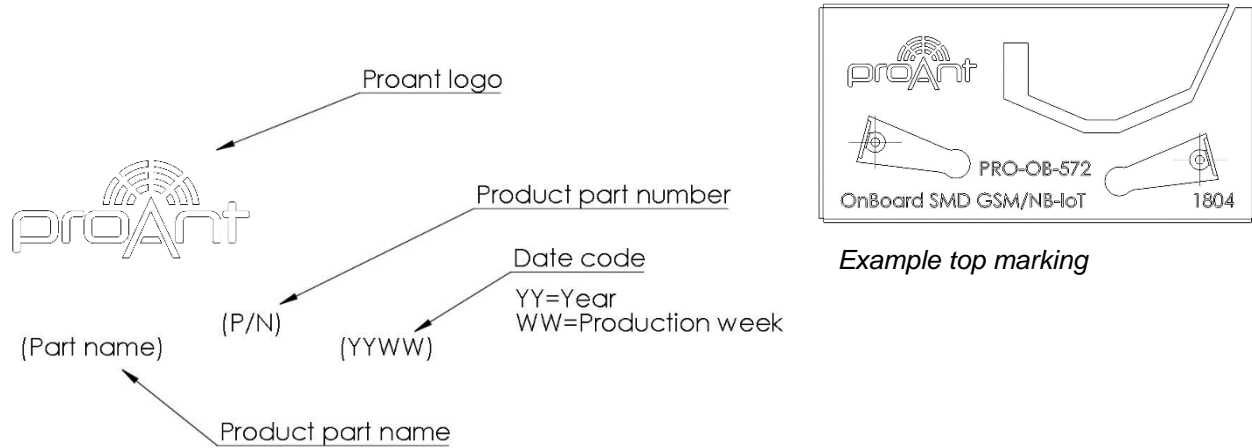 Proant logo
proAnt
Product part number
Date code
YY=Year
WW=Production week
(P/N)
(Part name)
(YYWW)
Product part name
proAnt
PRO-OB-572
OnBoard SMD GSM/NB-IoT
1804
Example top marking